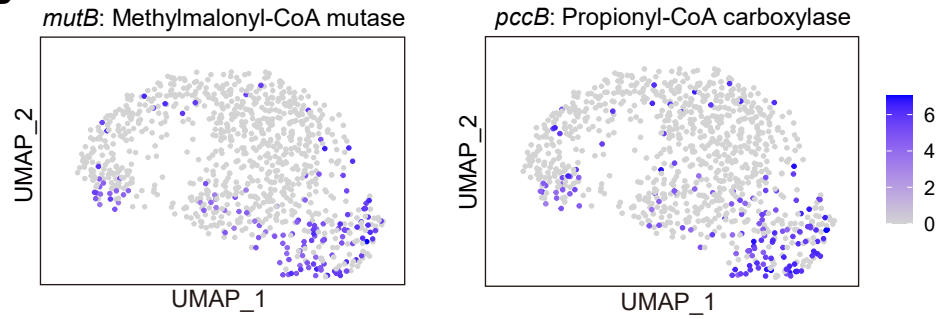 mutB: Methylmalonyl-CoA mutase
pccB: Propionyl-CoA carboxylase
UMAP_2
UMAP_2
6
4
2
0
UMAP_1
UMAP_1